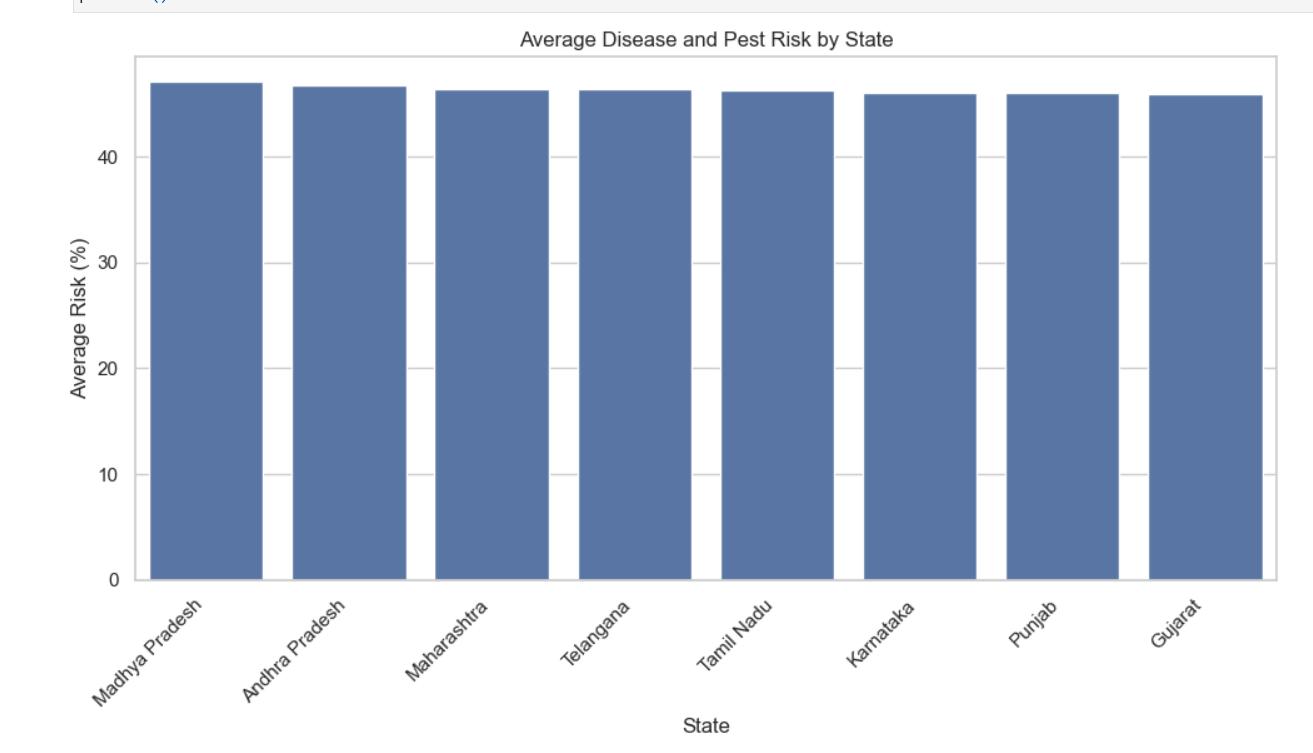 Average Disease and Pest Risk by State
Average Risk (%)
40
30
20
10
0
Madhya Pradesh
Andhra Pradesh
Maharashtra
Telangana
Tamil Nadu
Karnataka
Punjab
Gujarat
State